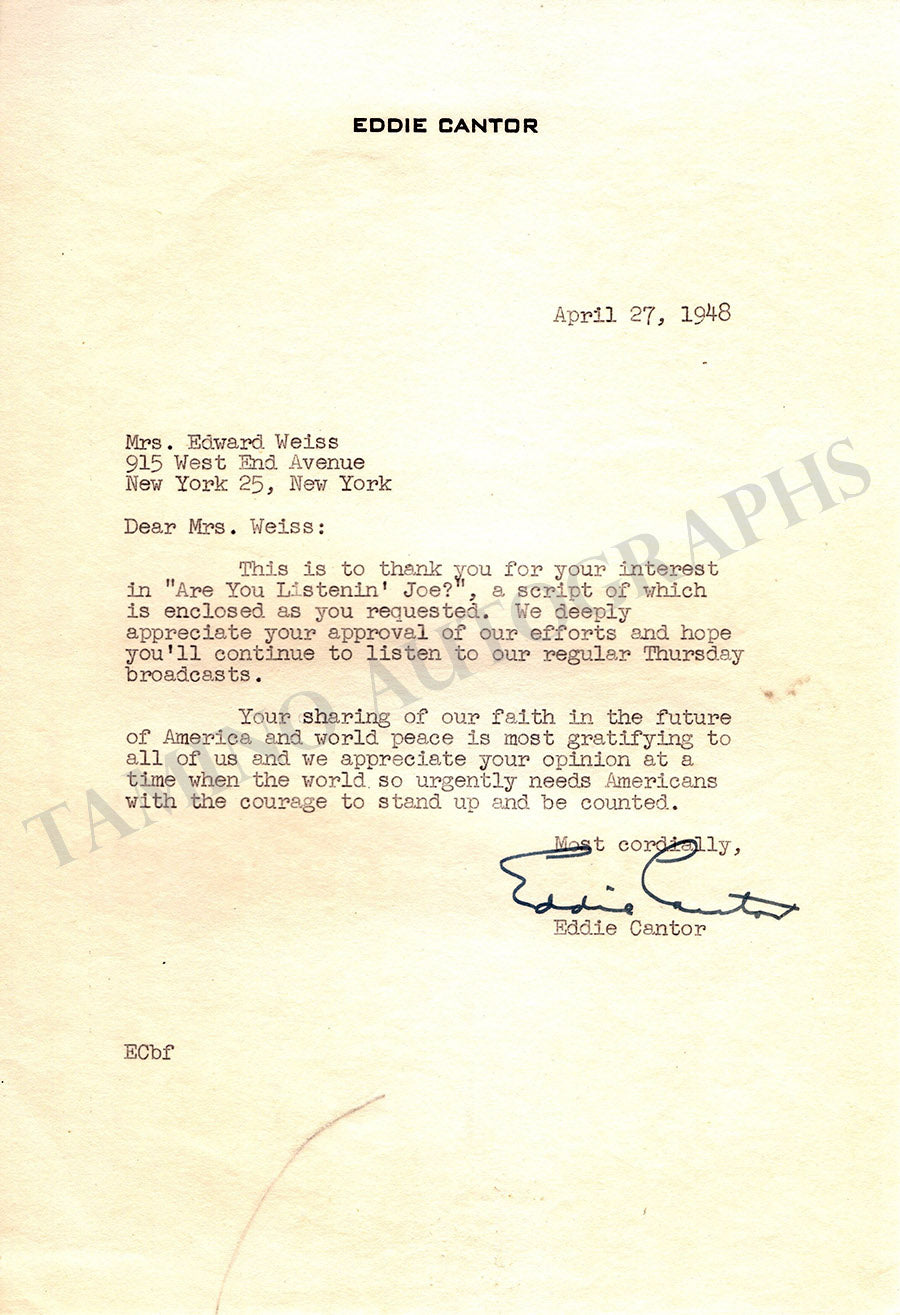 EDDIE CANTOR
April 27, 1948
Mrs. Edward Weiss
915 West End Avenue
New York 25, New York
Dear Mrs. Weiss:
This is to thank you for your interest
in "Are You Listenin' Joe?", a script of which
is enclosed as you requested. We deeply
appreciate your approval of our efforts and hope
you'll continue to listen to our regular Thursday
broadcasts.
Your sharing of our faith in the future
of America and world peace is most gratifying to
all of us and we appreciate your opinion at a
time when the world so urgently needs Americans
with the courage to stand up and be counted.
Most cordially,
Eddie Cantor
Eddie Cantor
ECbf
TAMINO AUTOGRAPHS